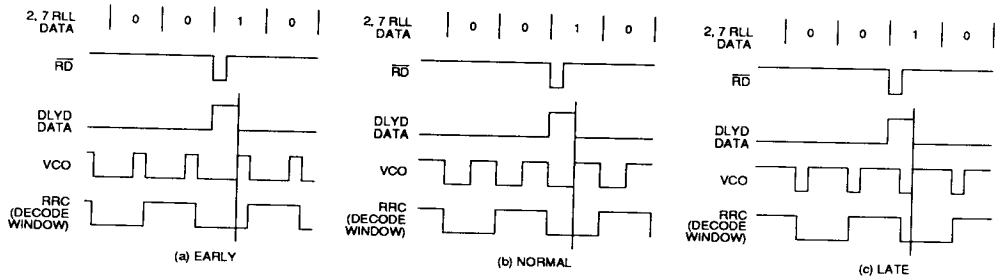 2, 7 RLL DATA | 0 | 0 | 1 | 0 |
RD
DLYD DATA
VCO
RRC (DECODE WINDOW)
(a) EARLY
2, 7 RLL DATA | 0 | 0 | 1 | 0 |
RD
DLYD DATA
VCO
RRC (DECODE WINDOW)
(b) NORMAL
2, 7 RLL DATA | 0 | 0 | 1 | 0 |
RD
DLYD DATA
VCO
RRC (DECODE WINDOW)
(c) LATE